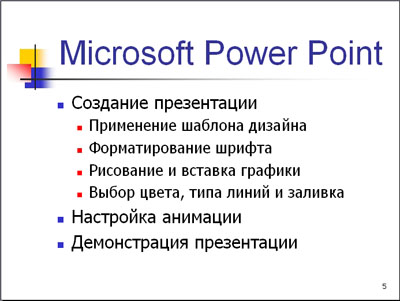 Microsoft Power Point
Создание презентации
Применение шаблона дизайна
Форматирование шрифта
Рисование и вставка графики
Выбор цвета, типа линий и заливка
Настройка анимации
Демонстрация презентации
5